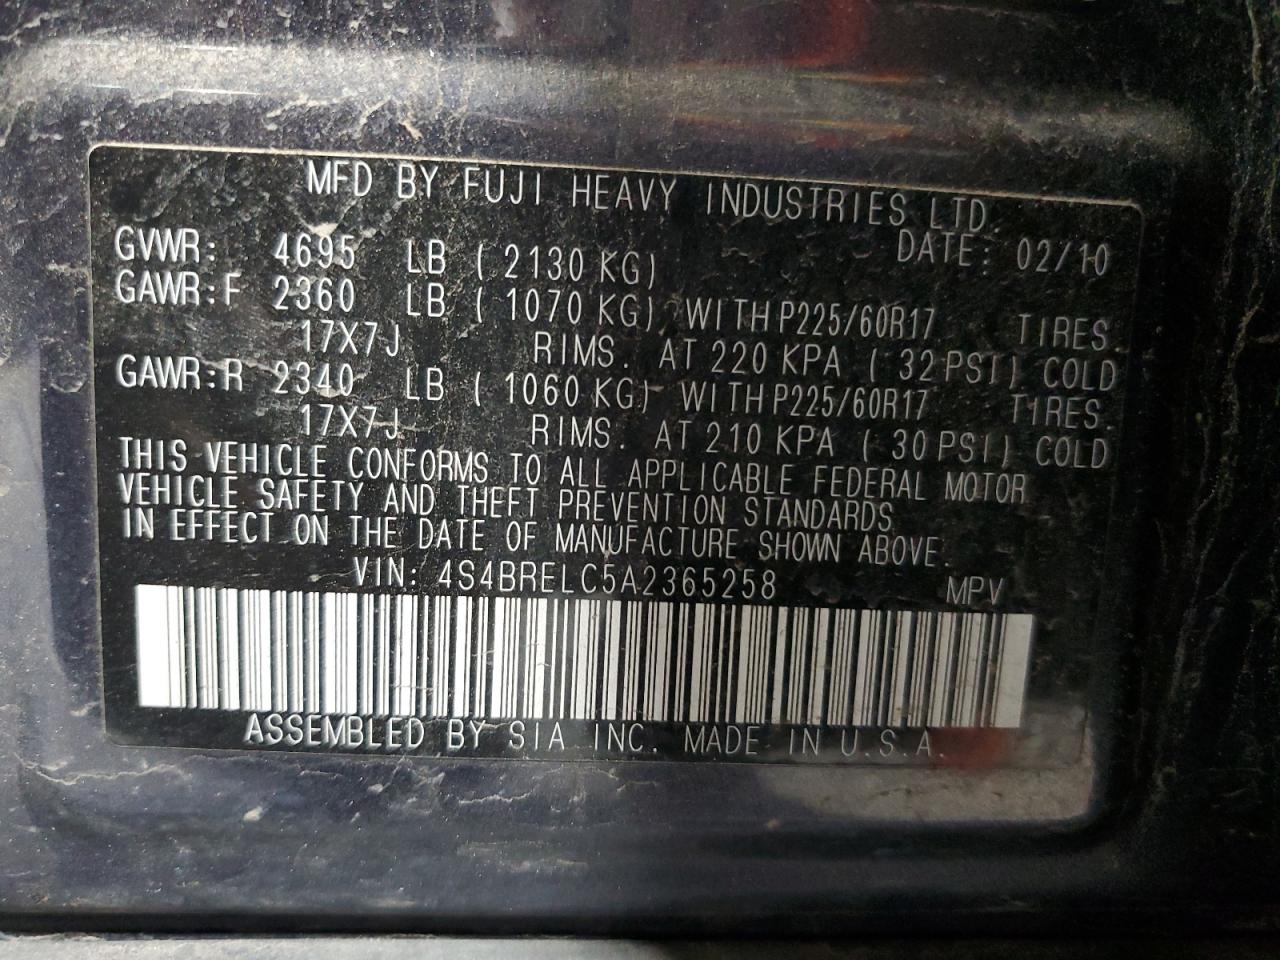 MFD BY FUJI HEAVY INDUSTRIES LTD.
DATE: 02/10
GVWR: 4695 LB ( 2130 KG)
GAWR:F 2360 LB ( 1070 KG) WITH P225/60R17 TIRES.
17X7J RIMS. AT 220 KPA ( 32 PSI) COLD
GAWR:R 2340 LB ( 1060 KG) WITH P225/60R17 TIRES.
17X7J RIMS. AT 210 KPA ( 30 PSI) COLD
THIS VEHICLE CONFORMS TO ALL APPLICABLE FEDERAL MOTOR
VEHICLE SAFETY AND THEFT PREVENTION STANDARDS
IN EFFECT ON THE DATE OF MANUFACTURE SHOWN ABOVE.
VIN: 4S4BRELC5A2365258 MPV
ASSEMBLED BY SIA INC. MADE IN U.S.A.